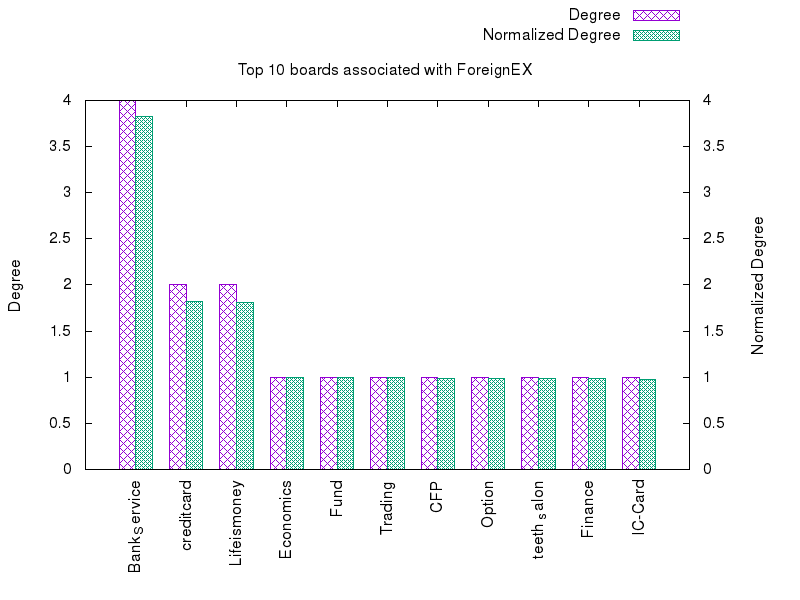 Degree
Normalized Degree
Top 10 boards associated with ForeignEX
4 4
3.5 3.5
3 3
2.5 2.5
2 2
1.5 1.5
1 1
0.5 0.5
0 0
Degree
Normalized Degree
BankService
creditcard
Lifeismoney
Economics
Fund
Trading
CFP
Option
teethsalon
Finance
IC-Card